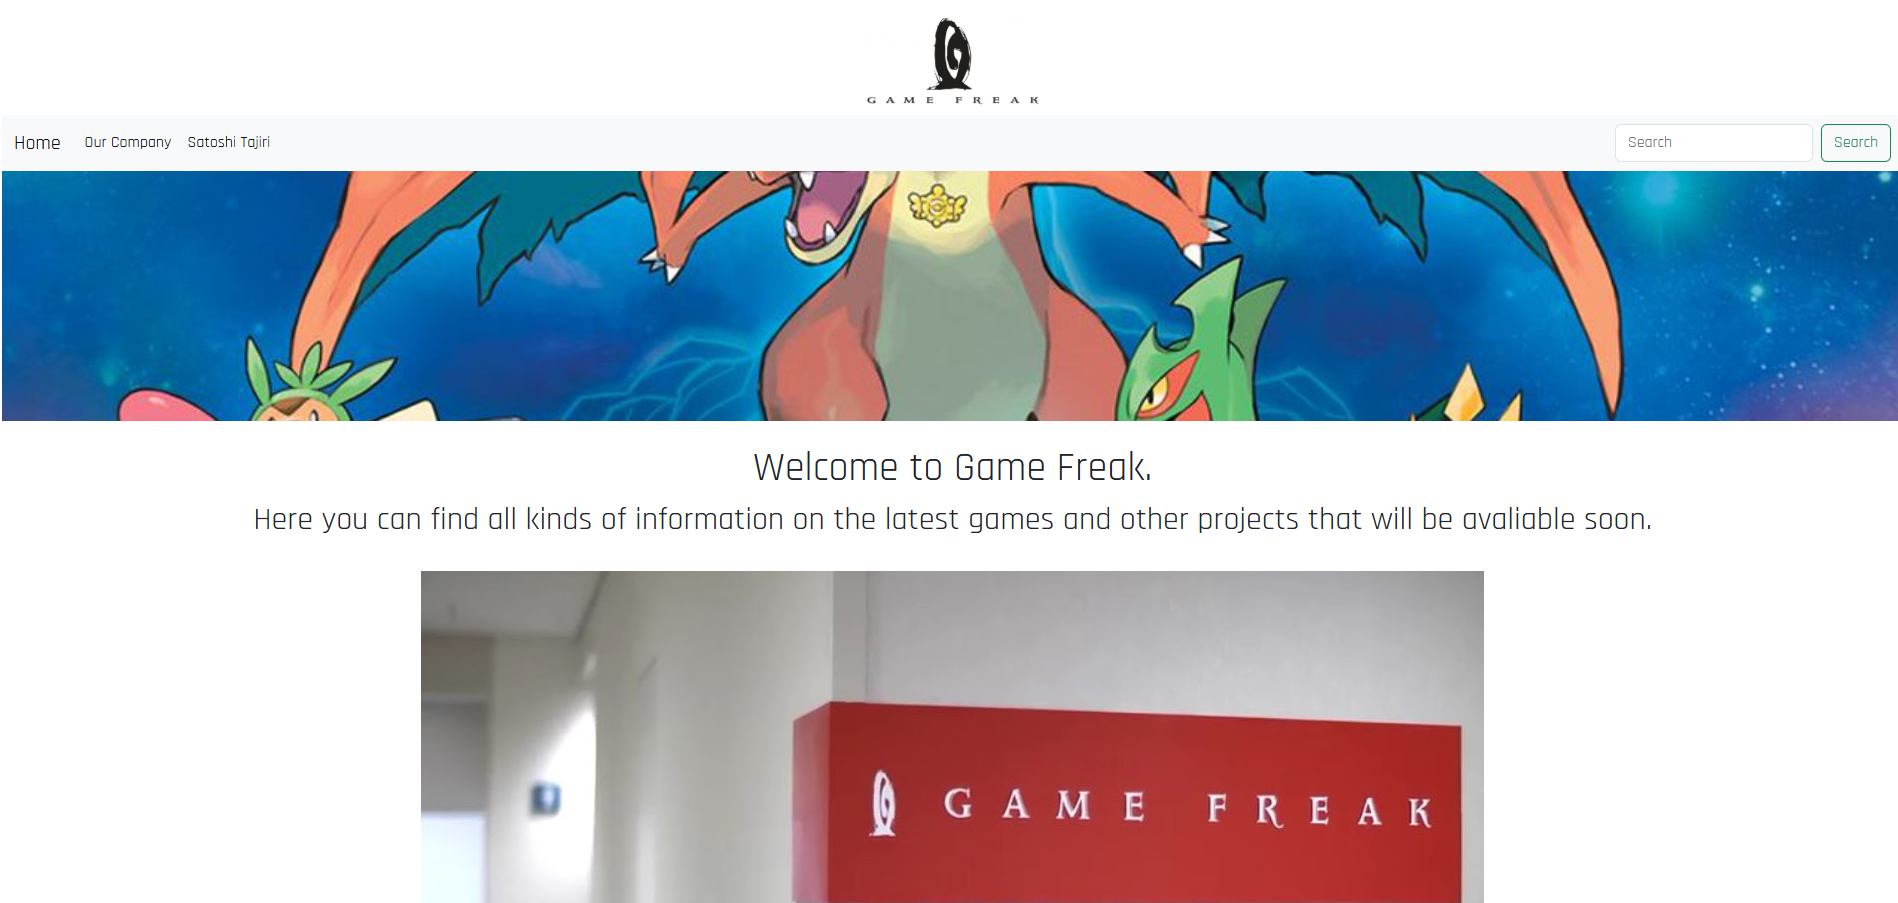 GAME FREAK
Home Our Company Satoshi Tajiri Search Search
Welcome to Game Freak.
Here you can find all kinds of information on the latest games and other projects that will be avaliable soon.
GAME FREAK